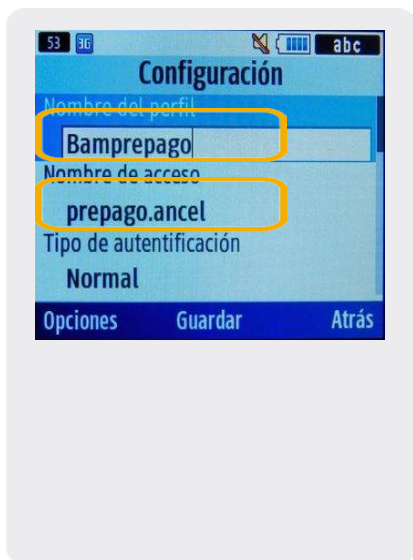 53 3G abc
Configuración
Nombre del perfil
Bamprepago
Nombre de acceso
prepago.ancel
Tipo de autentificación
Normal
Opciones Guardar Atrás